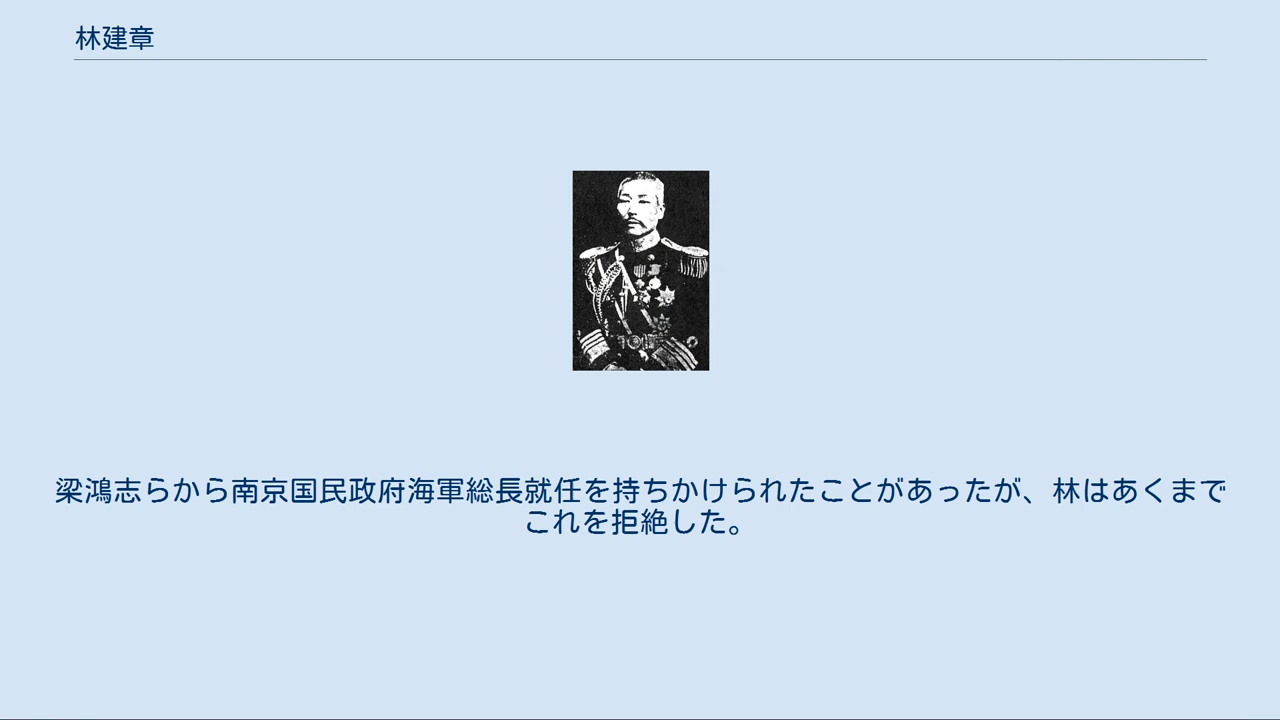 林建章
梁鴻志らから南京国民政府海軍総長就任を持ちかけられたことがあったが、林はあくまで
これを拒絶した。